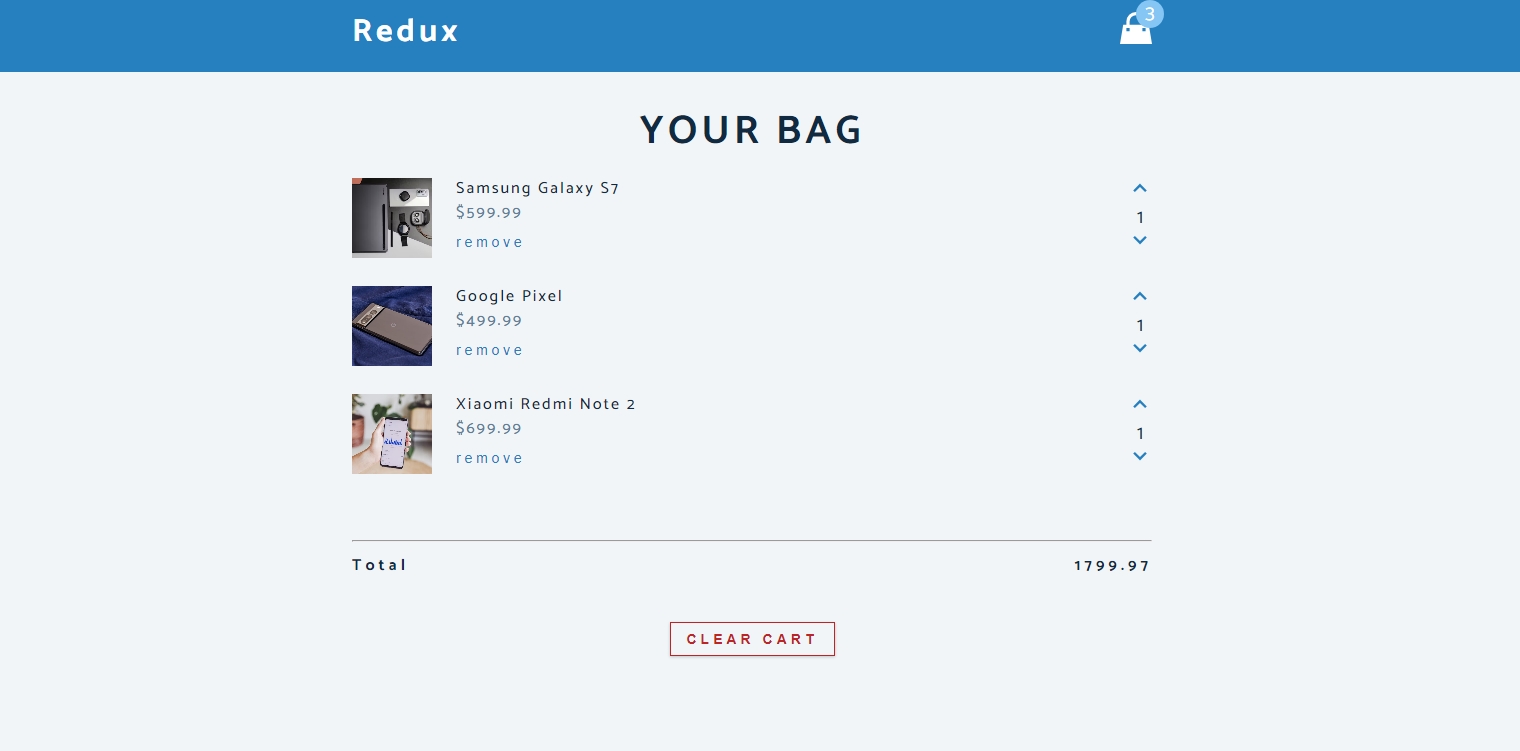 Redux
3
YOUR BAG
Samsung Galaxy S7
$599.99
1
remove
Google Pixel
$499.99
1
remove
Xiaomi Redmi Note 2
$699.99
1
remove
Total 1799.97
CLEAR CART